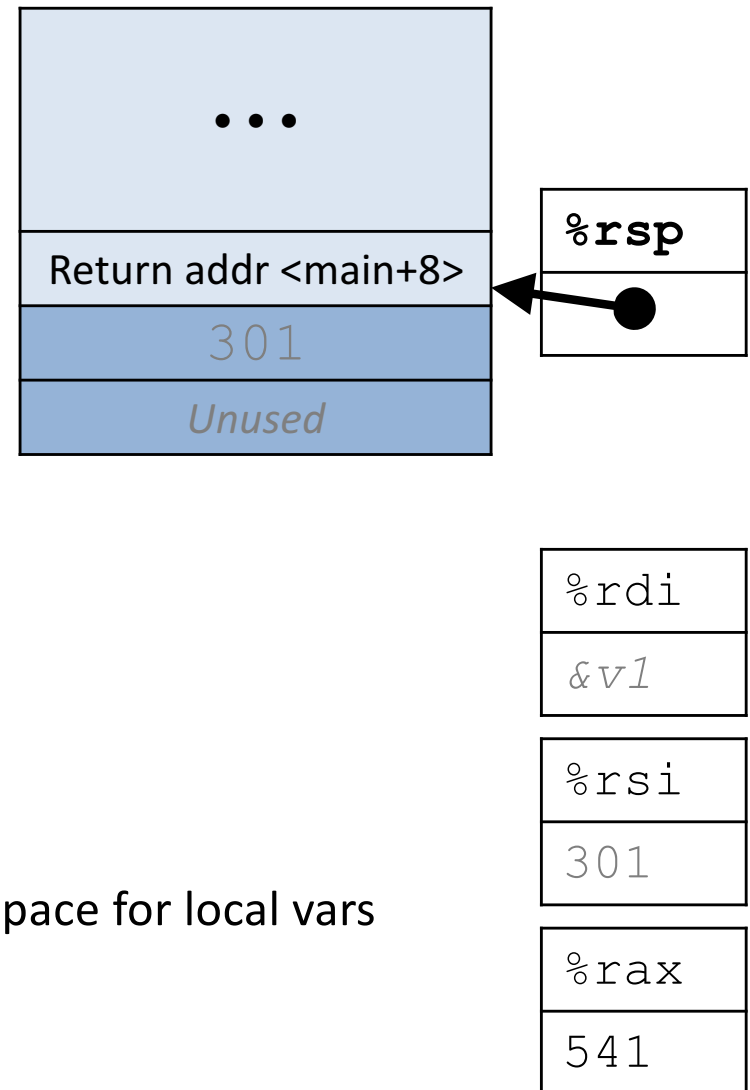 ...
%rsp
Return addr <main+8>
301
Unused
%rdi
&v1
%rsi
301
pace for local vars
%rax
541